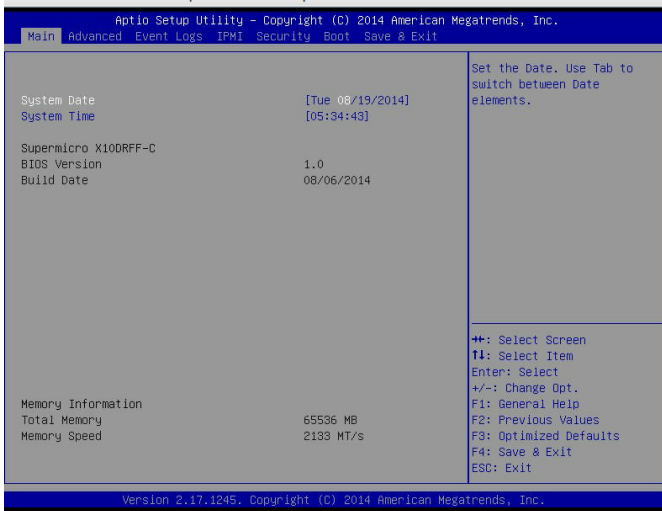 Aptio Setup Utility – Copyright (C) 2014 American Megatrends, Inc.
Main Advanced Event Logs IPMI Security Boot Save & Exit
Set the Date. Use Tab to
switch between Date
elements.
System Date [Tue 08/19/2014]
System Time [05:34:43]
Supermicro X10DRFF-C
BIOS Version 1.0
Build Date 08/06/2014
Memory Information
Total Memory 65536 MB
Memory Speed 2133 MT/s
→←: Select Screen
↑↓: Select Item
Enter: Select
+/-: Change Opt.
F1: General Help
F2: Previous Values
F3: Optimized Defaults
F4: Save & Exit
ESC: Exit
Version 2.17.1245. Copyright (C) 2014 American Megatrends, Inc.